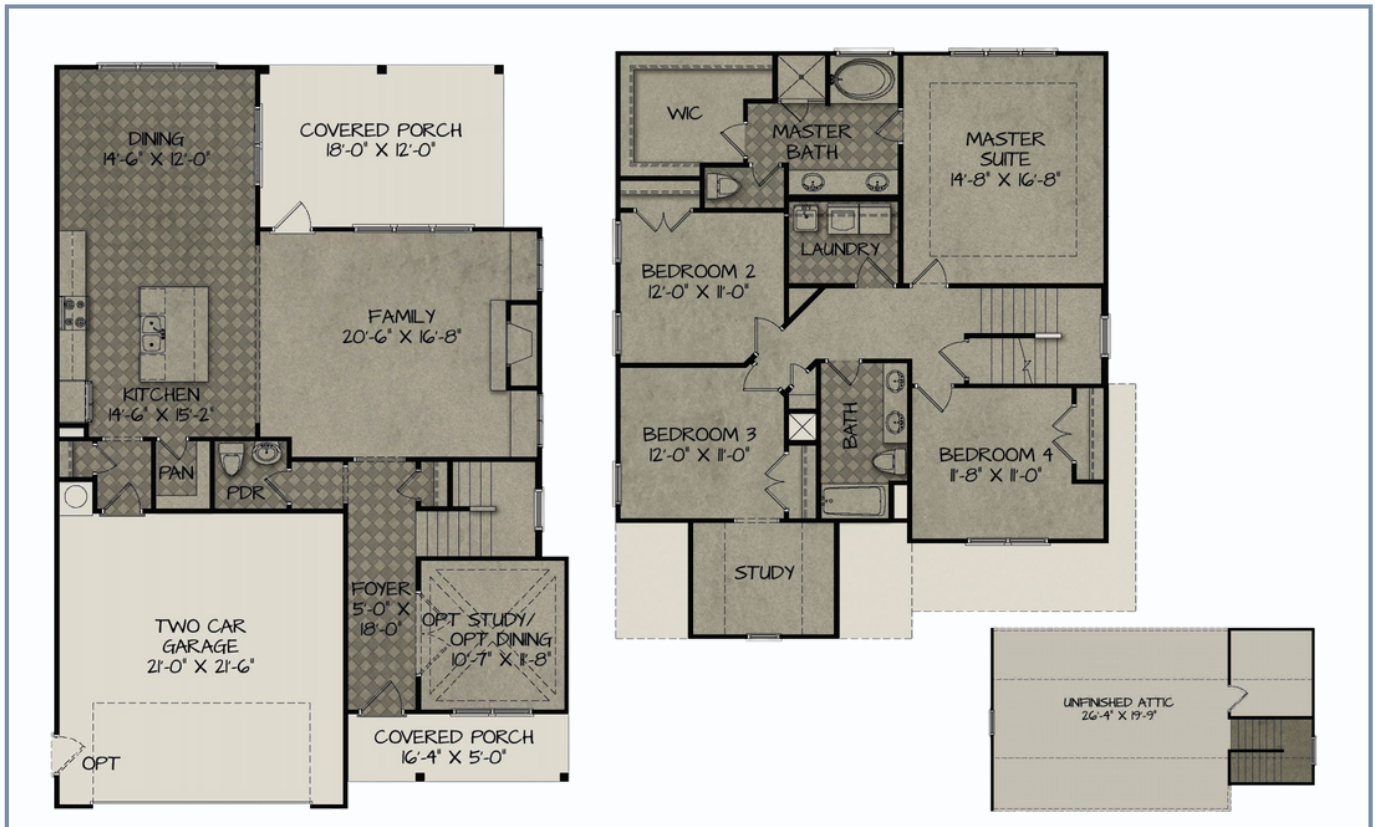 DINING
14'-6" X 12'-0"
COVERED PORCH
18'-0" X 12'-0"
FAMILY
20'-6" X 16'-8"
KITCHEN
14'-6" X 15'-2"
PAN
PDR
FOYER
5'-0" X
18'-0"
OPT STUDY/
OPT. DINING
10'-7" X 11'-8"
TWO CAR
GARAGE
21'-0" X 21'-6"
OPT
COVERED PORCH
16'-4" X 5'-0"
WIC
MASTER
BATH
MASTER
SUITE
14'-8" X 16'-8"
LAUNDRY
BEDROOM 2
12'-0" X 11'-0"
BEDROOM 3
12'-0" X 11'-0"
BATH
BEDROOM 4
11'-8" X 11'-0"
STUDY
UNFINISHED ATTIC
26'-4" X 19'-9"